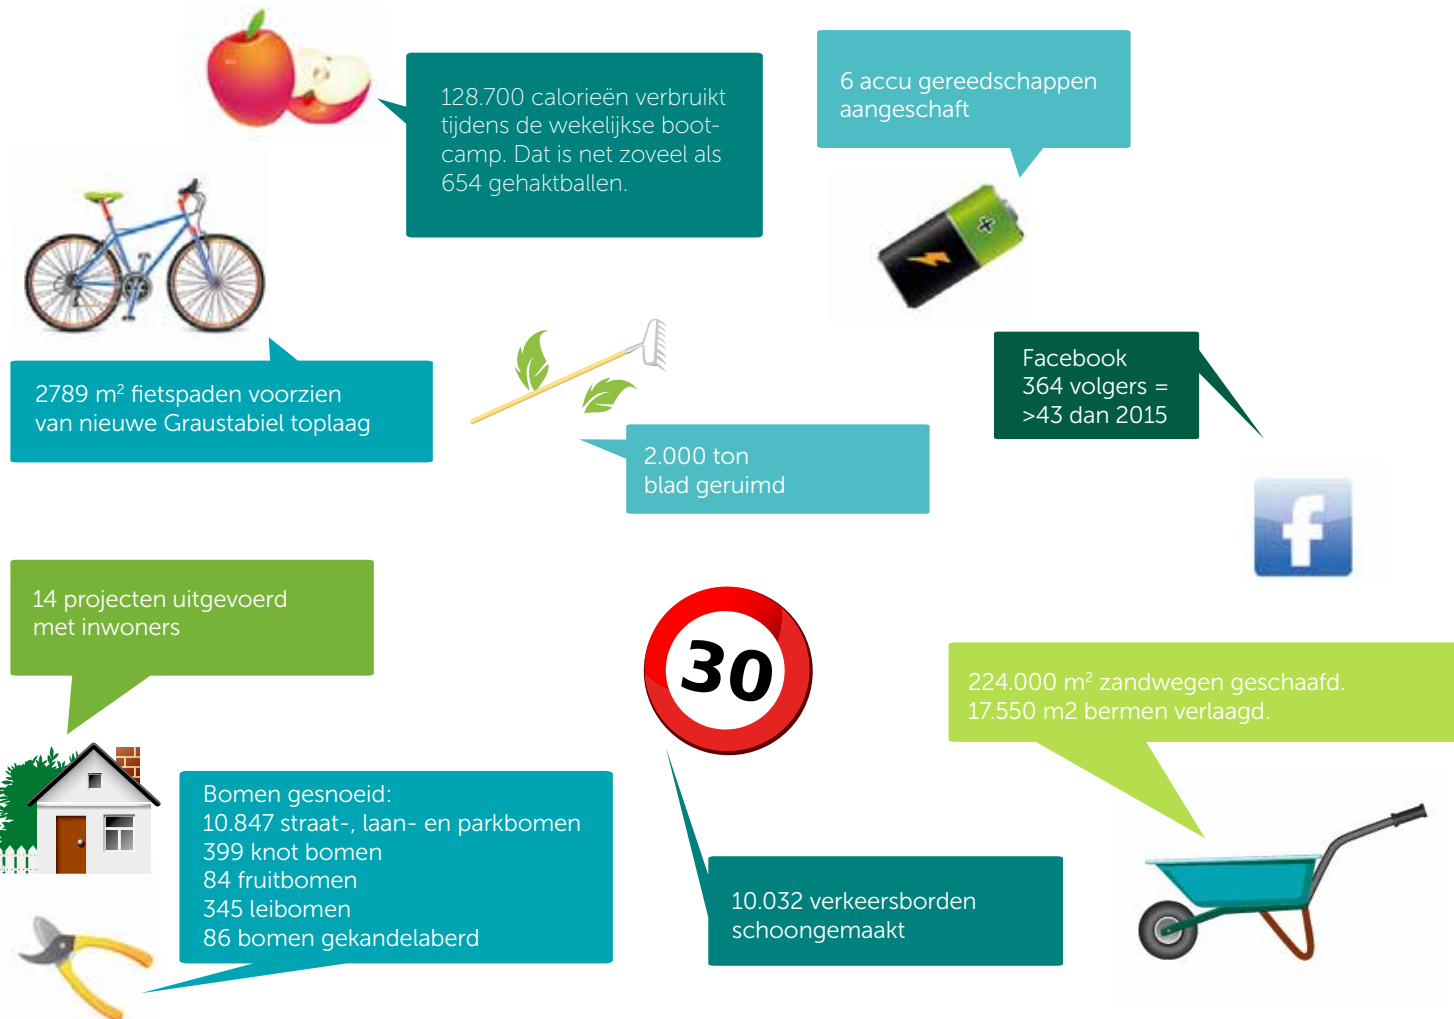 128.700 calorieën verbruikt
tijdens de wekelijkse boot-
camp. Dat is net zoveel als
654 gehaktballen.
6 accu gereedschappen
aangeschaft
2789 m² fietspaden voorzien
van nieuwe Graustabiel toplaag
Facebook
364 volgers =
>43 dan 2015
f
2.000 ton
blad geruimd
14 projecten uitgevoerd
met inwoners
30
224.000 m² zandwegen geschaafd.
17.550 m2 bermen verlaagd.
Bomen gesnoeid:
10.847 straat-, laan- en parkbomen
399 knot bomen
84 fruitbomen
345 leibomen
86 bomen gekandelaberd
10.032 verkeersborden
schoongemaakt